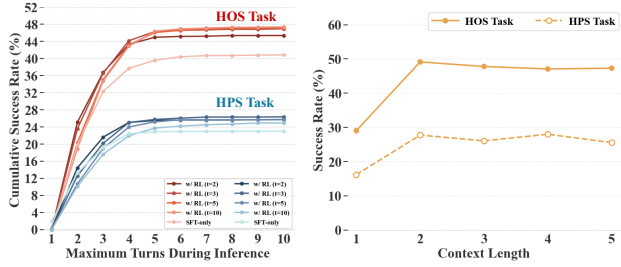 Cumulative Success Rate (%)
52
48
44
40
36
32
28
24
20
16
12
8
4
0
HOS Task
HPS Task
w/ RL (t=2)
w/ RL (t=3)
w/ RL (t=5)
w/ RL (t=10)
SFT-only
w/ RL (t=2)
w/ RL (t=3)
w/ RL (t=5)
w/ RL (t=10)
SFT-only
1 2 3 4 5 6 7 8 9 10
Maximum Turns During Inference
Success Rate (%)
60
50
40
30
20
10
0
HOS Task HPS Task
1 2 3 4 5
Context Length